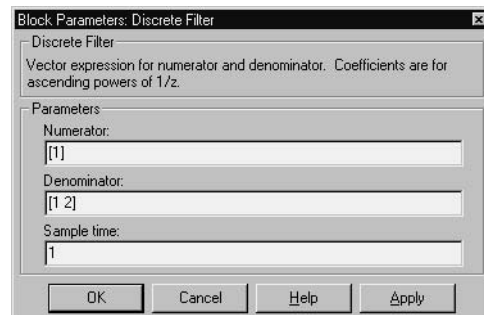 Block Parameters: Discrete Filter
Discrete Filter
Vector expression for numerator and denominator.  Coefficients are for
ascending powers of 1/z.
Parameters
Numerator:
[1]
Denominator:
[1 2]
Sample time:
1
OK Cancel Help Apply